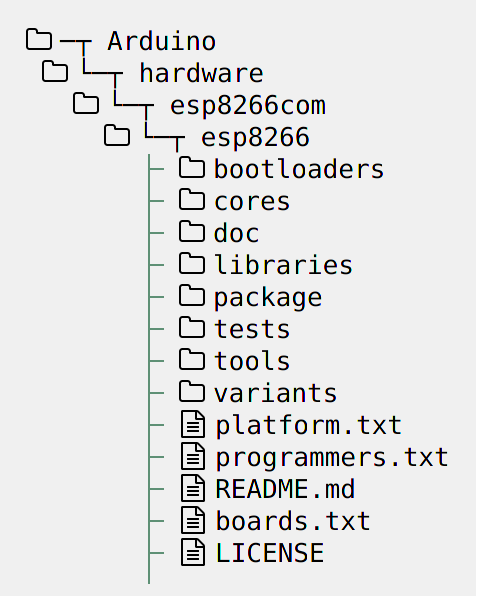 Arduino
hardware
esp8266com
esp8266
bootloaders
cores
doc
libraries
package
tests
tools
variants
platform.txt
programmers.txt
README.md
boards.txt
LICENSE